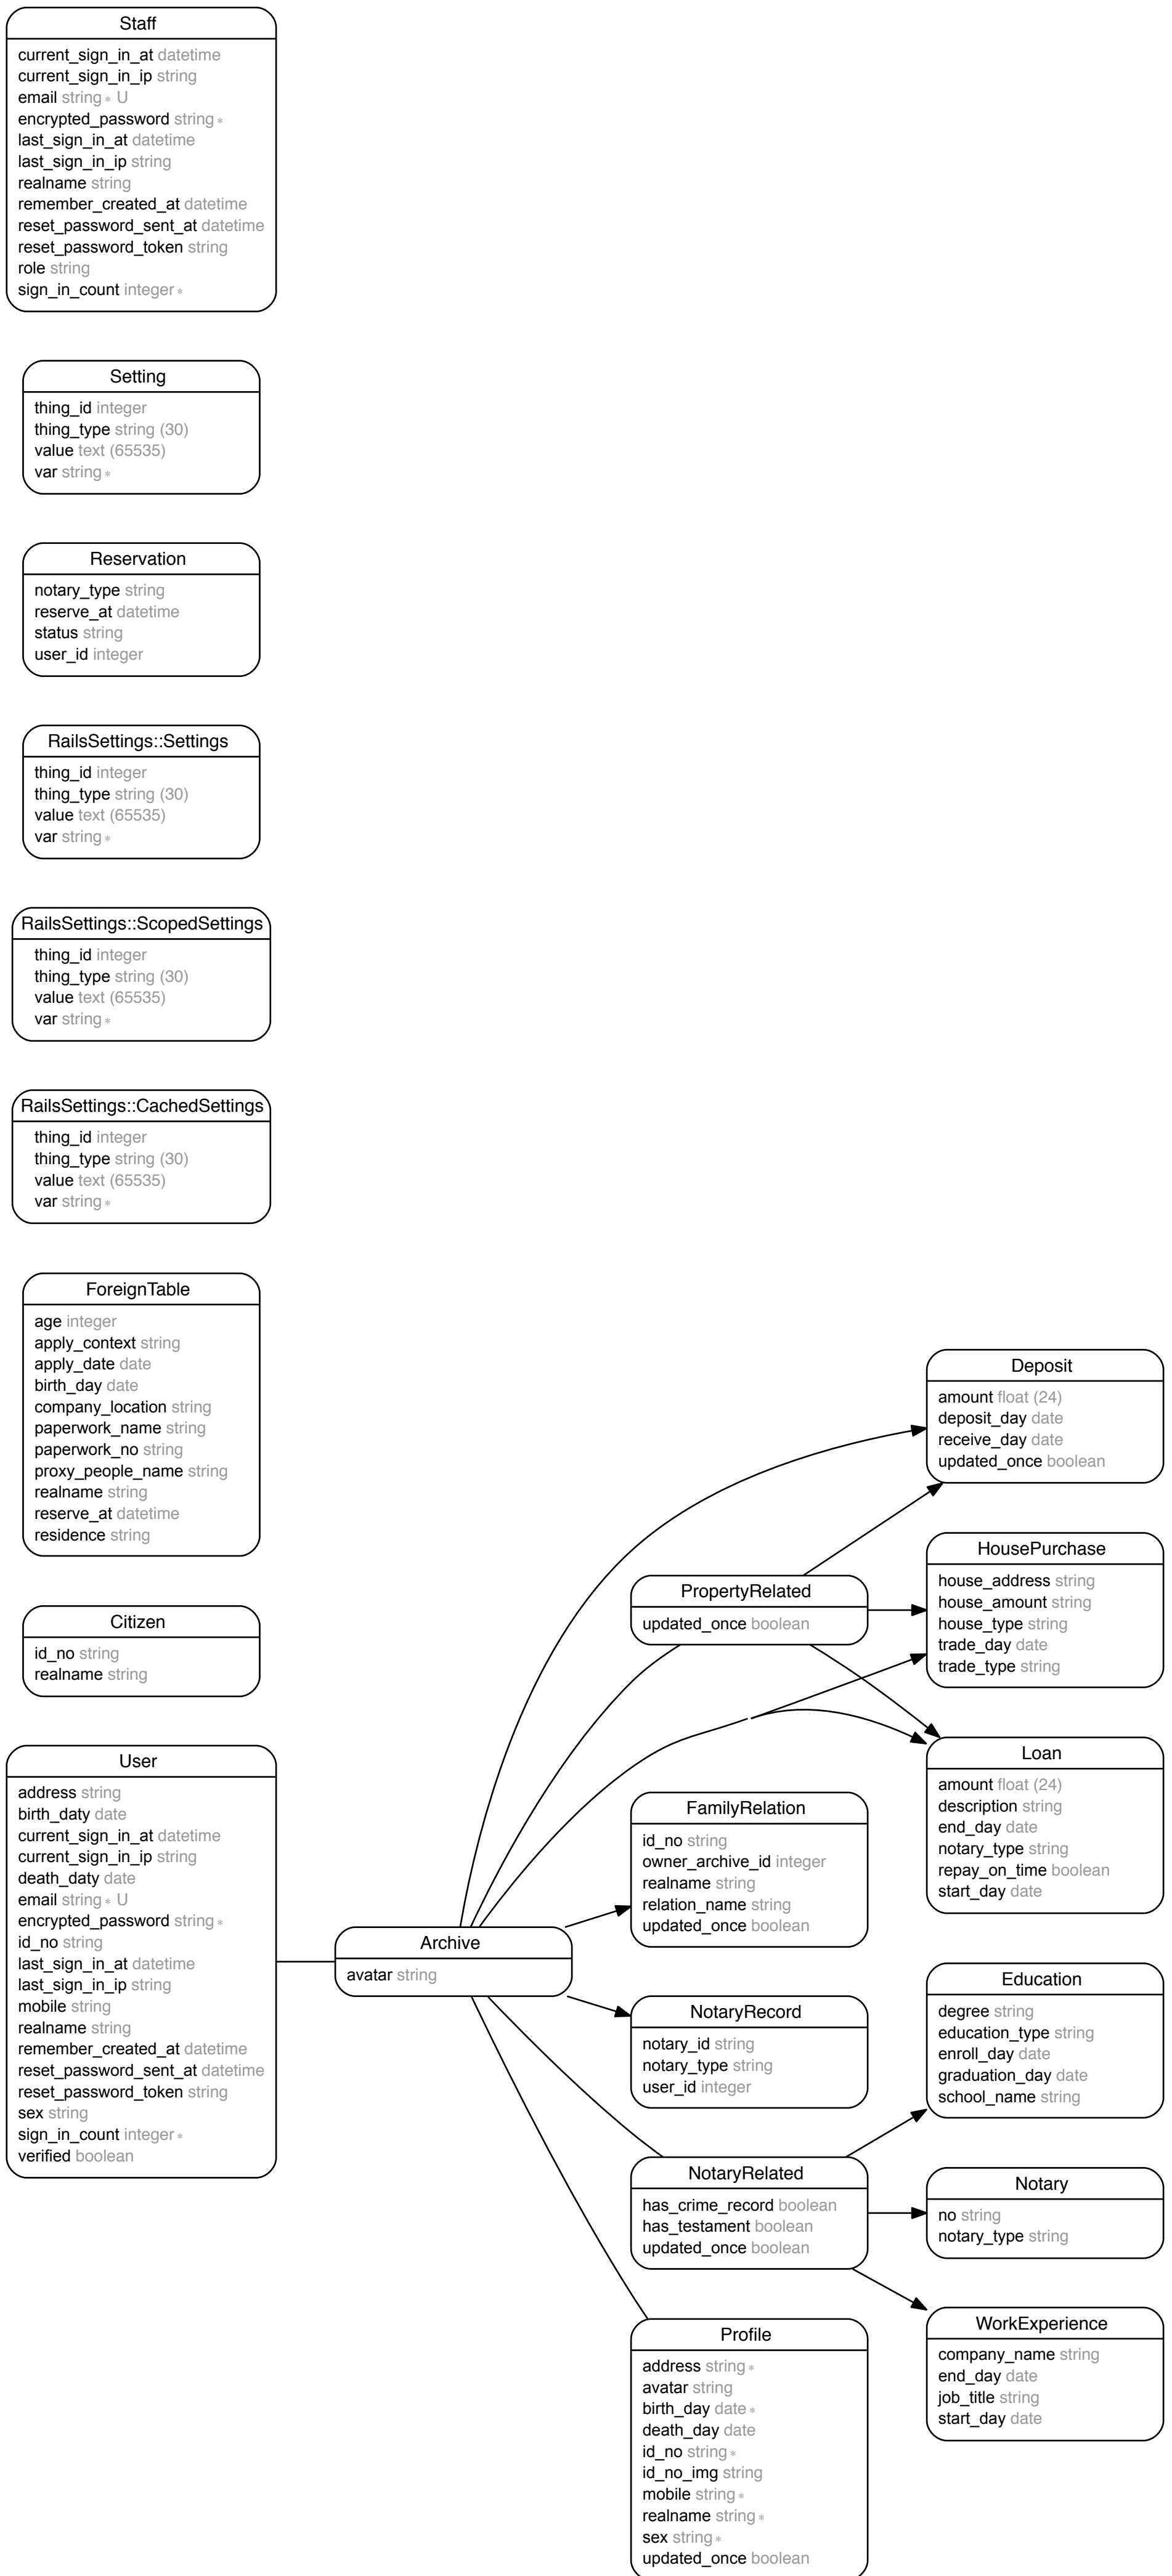 Staff
current_sign_in_at datetime
current_sign_in_ip string
email string * U
encrypted_password string *
last_sign_in_at datetime
last_sign_in_ip string
realname string
remember_created_at datetime
reset_password_sent_at datetime
reset_password_token string
role string
sign_in_count integer *
Setting
thing_id integer
thing_type string (30)
value text (65535)
var string *
Reservation
notary_type string
reserve_at datetime
status string
user_id integer
RailsSettings::Settings
thing_id integer
thing_type string (30)
value text (65535)
var string *
RailsSettings::ScopedSettings
thing_id integer
thing_type string (30)
value text (65535)
var string *
RailsSettings::CachedSettings
thing_id integer
thing_type string (30)
value text (65535)
var string *
ForeignTable
age integer
apply_context string
apply_date date
birth_day date
company_location string
paperwork_name string
paperwork_no string
proxy_people_name string
realname string
reserve_at datetime
residence string
Citizen
id_no string
realname string
User
address string
birth_daty date
current_sign_in_at datetime
current_sign_in_ip string
death_daty date
email string * U
encrypted_password string *
id_no string
last_sign_in_at datetime
last_sign_in_ip string
mobile string
realname string
remember_created_at datetime
reset_password_sent_at datetime
reset_password_token string
sex string
sign_in_count integer *
verified boolean
Archive
avatar string
PropertyRelated
updated_once boolean
FamilyRelation
id_no string
owner_archive_id integer
realname string
relation_name string
updated_once boolean
NotaryRecord
notary_id string
notary_type string
user_id integer
NotaryRelated
has_crime_record boolean
has_testament boolean
updated_once boolean
Profile
address string *
avatar string
birth_day date *
death_day date
id_no string *
id_no_img string
mobile string *
realname string *
sex string *
updated_once boolean
Deposit
amount float (24)
deposit_day date
receive_day date
updated_once boolean
HousePurchase
house_address string
house_amount string
house_type string
trade_day date
trade_type string
Loan
amount float (24)
description string
end_day date
notary_type string
repay_on_time boolean
start_day date
Education
degree string
education_type string
enroll_day date
graduation_day date
school_name string
Notary
no string
notary_type string
WorkExperience
company_name string
end_day date
job_title string
start_day date